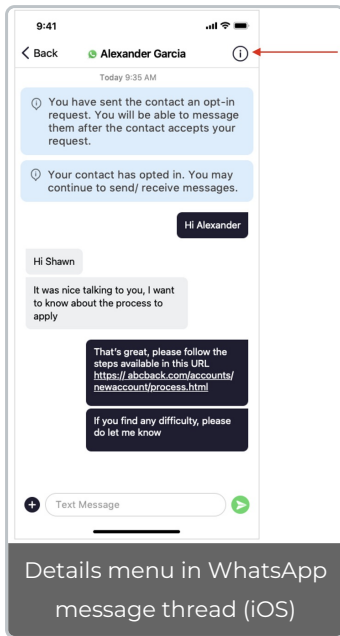 9:41
Back
Alexander Garcia
Today 9:35 AM
You have sent the contact an opt-in
request. You will be able to message
them after the contact accepts your
request.
Your contact has opted in. You may
continue to send/ receive messages.
Hi Alexander
Hi Shawn
It was nice talking to you, I want
to know about the process to
apply
That's great, please follow the
steps available in this URL
https:// abcback.com/accounts/
newaccount/process.html
If you find any difficulty, please
do let me know
Text Message
Details menu in WhatsApp
message thread (iOS)